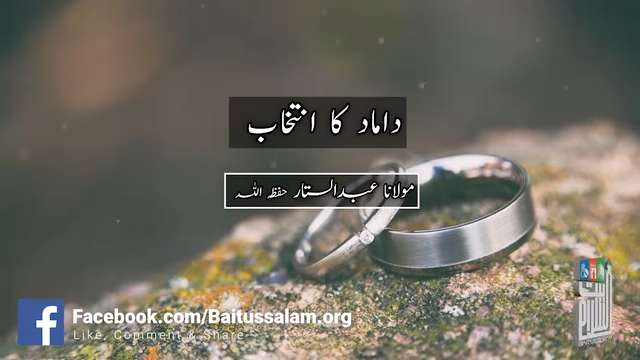 داماد کا انتخاب
مولانا عبدالستار حفظہ اللہ
Facebook.com/Baitussalam.org
Like, Comment & Share